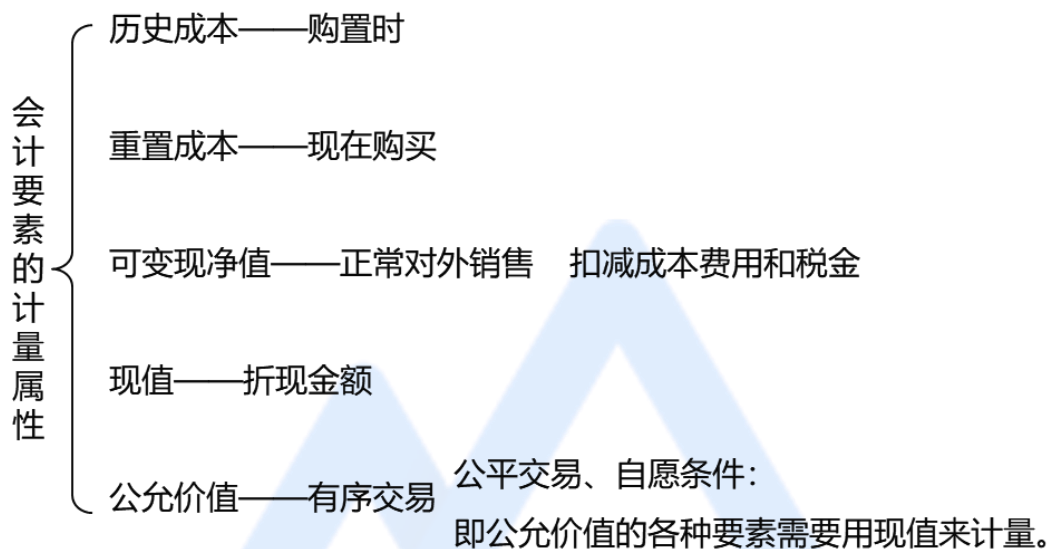 会计要素的计量属性
历史成本——购置时
重置成本——现在购买
可变现净值——正常对外销售 扣减成本费用和税金
现值——折现金额
公允价值——有序交易
公平交易、自愿条件：
即公允价值的各种要素需要用现值来计量。